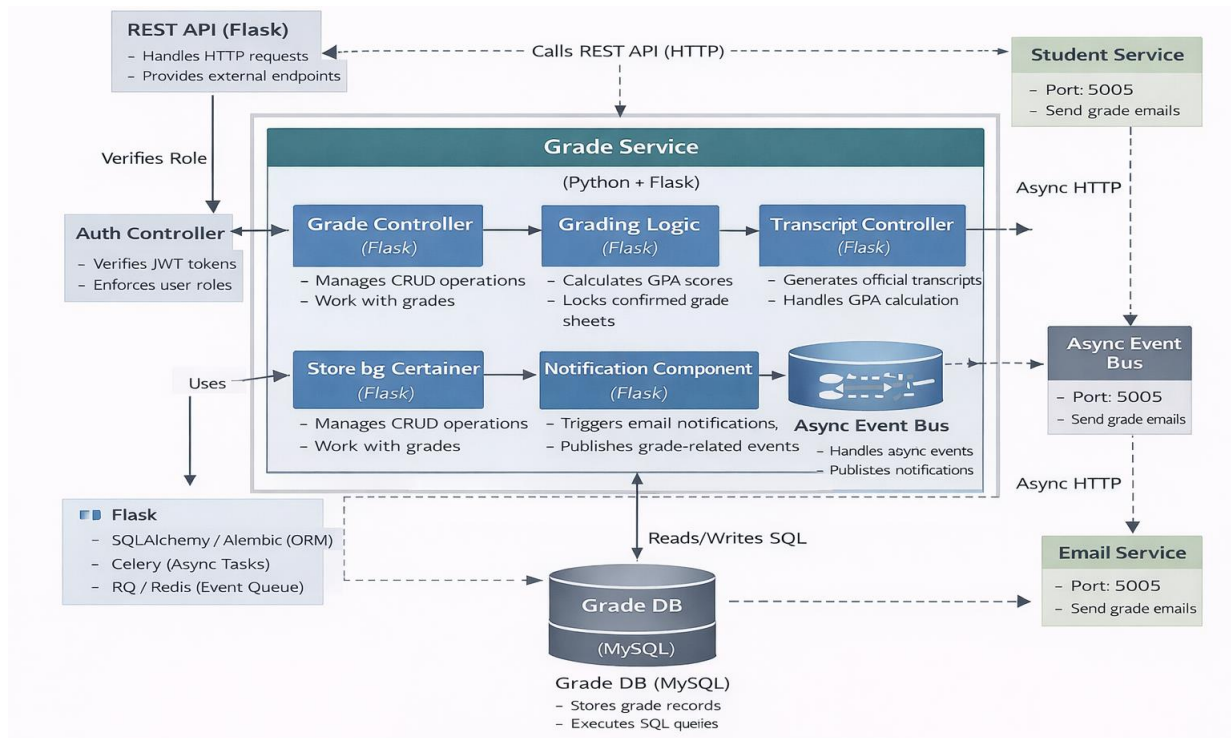 REST API (Flask)
- Handles HTTP requests
- Provides external endpoints
Calls REST API (HTTP)
Student Service
- Port: 5005
- Send grade emails
Verifies Role
Async HTTP
Grade Service
(Python + Flask)
Auth Controller
- Verifies JWT tokens
- Enforces user roles
Grade Controller
(Flask)
- Manages CRUD operations
- Work with grades
Grading Logic
(Flask)
- Calculates GPA scores
- Locks confirmed grade
sheets
Transcript Controller
(Flask)
- Generates official transcripts
- Handles GPA calculation
Uses
Store bg Certainer
(Flask)
- Manages CRUD operations
- Work with grades
Notification Component
(Flask)
- Triggers email notifications,
- Publishes grade-related events
Async Event Bus
- Handles async events
- Publistes notifications
Async Event
Bus
- Port: 5005
- Send grade emails
Async HTTP
Flask
- SQLAlchemy / Alembic (ORM)
- Celery (Async Tasks)
- RQ / Redis (Event Queue)
Reads/Writes SQL
Grade DB
(MySQL)
Grade DB (MySQL)
- Stores grade records
- Executes SQL queries
Email Service
- Port: 5005
- Send grade emails